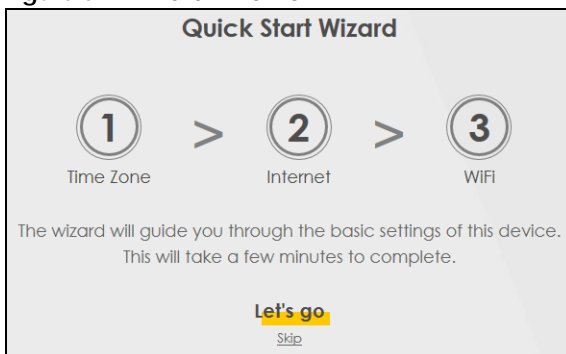 Quick Start Wizard
1 > 2 > 3
Time Zone Internet WiFi
The wizard will guide you through the basic settings of this device.
This will take a few minutes to complete.
Let's go
Skip